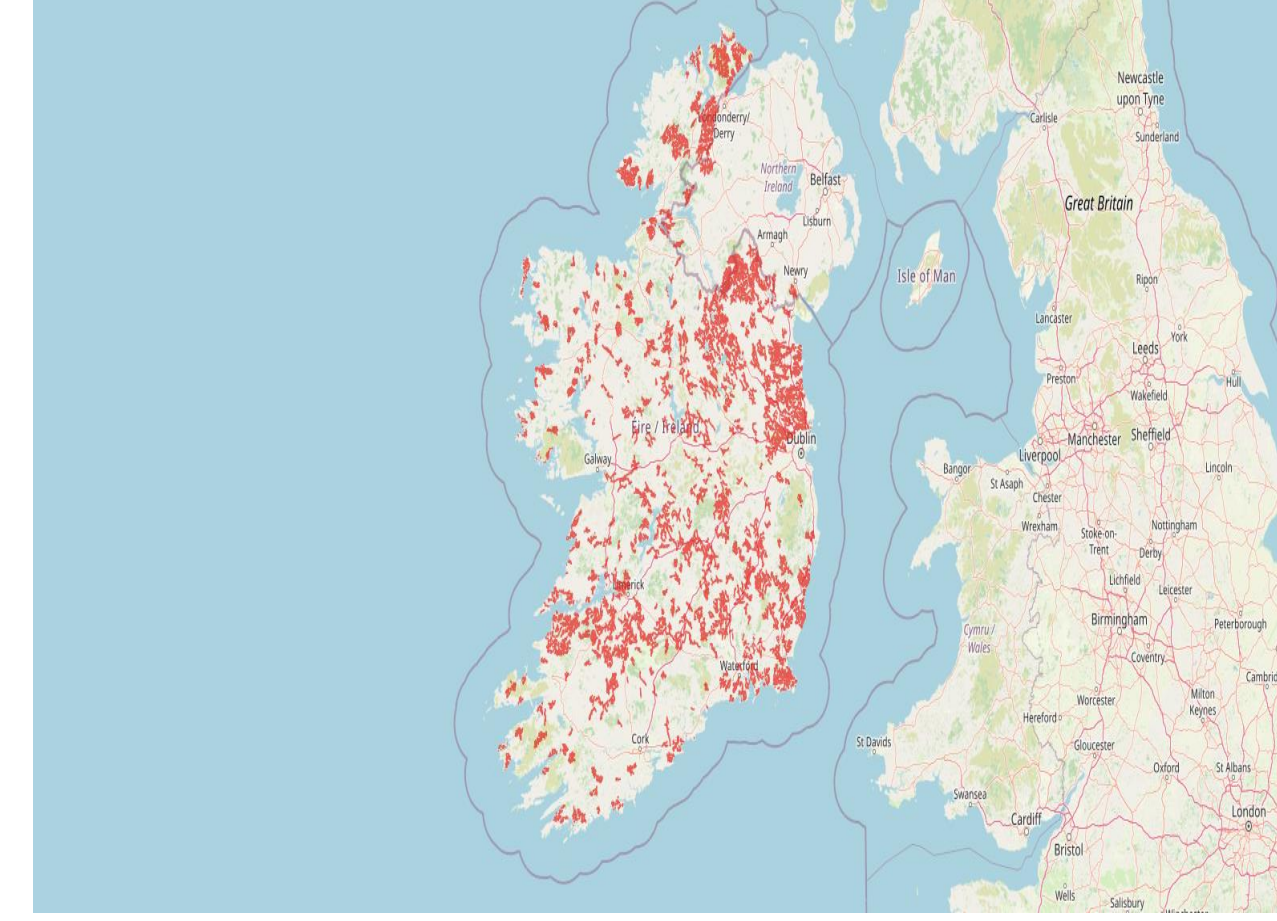 Newcastle
upon Tyne
Carlisle
Sunderland
Londonderry/
Derry
Northern
Ireland
Belfast
Lisburn
Great Britain
Armagh
Newry
Isle of Man
Ripon
Lancaster
York
Leeds
Preston
Wakefield
Hull
Éire / Ireland
Dublin
Manchester
Sheffield
Liverpool
Galway
Bangor
St Asaph
Lincoln
Chester
Wrexham
Stoke-on-
Trent
Nottingham
Derby
Limerick
Lichfield
Leicester
Birmingham
Peterborough
Cymru /
Wales
Coventry
Waterford
Cambrid
Worcester
Milton
Keynes
Hereford
Cork
St Davids
Gloucester
Oxford
St Albans
Swansea
Cardiff
London
Bristol
Wells
Salisbury
Winchester